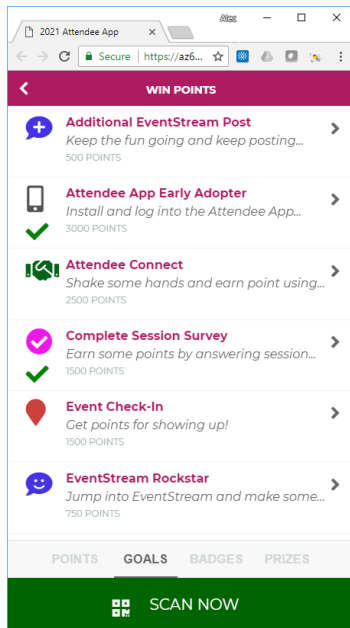 Alex
2021 Attendee App
Secure | https://az6...
WIN POINTS
Additional EventStream Post
Keep the fun going and keep posting...
500 POINTS
Attendee App Early Adopter
Install and log into the Attendee App...
3000 POINTS
Attendee Connect
Shake some hands and earn point using...
2500 POINTS
Complete Session Survey
Earn some points by answering session...
1500 POINTS
Event Check-In
Get points for showing up!
1500 POINTS
EventStream Rockstar
Jump into EventStream and make some...
750 POINTS
POINTS GOALS BADGES PRIZES
SCAN NOW